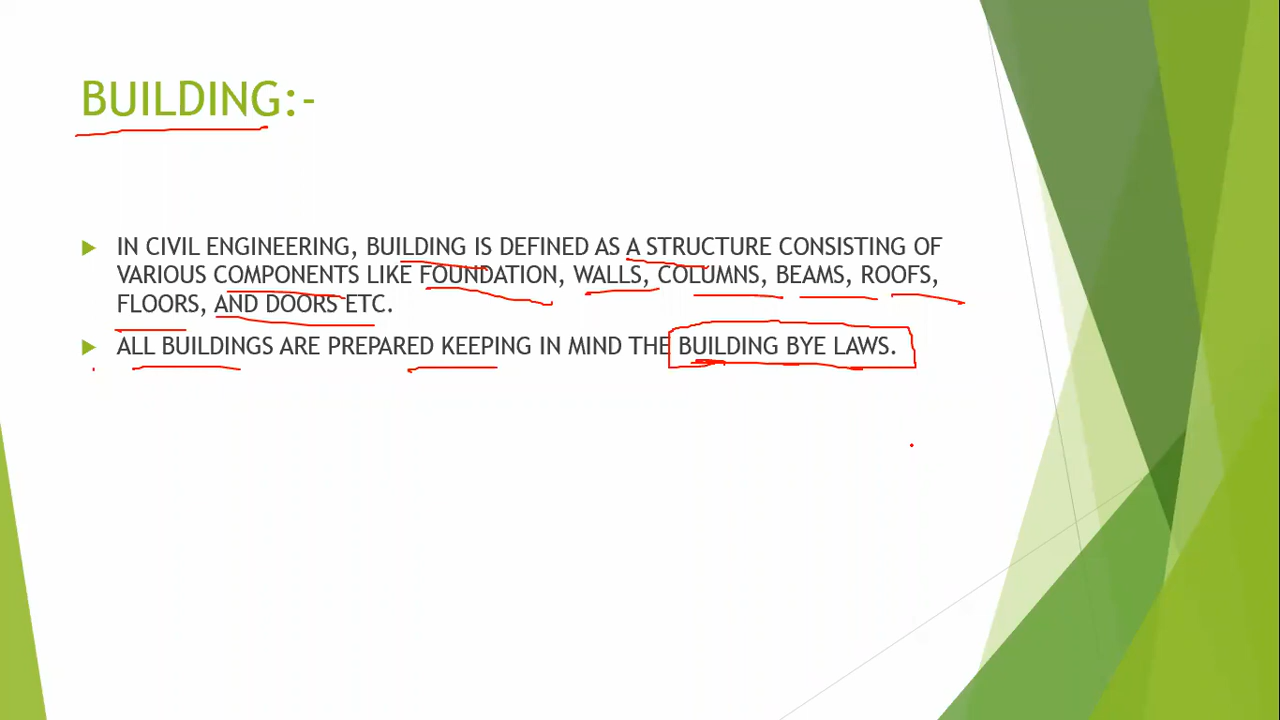 BUILDING:-
IN CIVIL ENGINEERING, BUILDING IS DEFINED AS A STRUCTURE CONSISTING OF
VARIOUS COMPONENTS LIKE FOUNDATION, WALLS, COLUMNS, BEAMS, ROOFS,
FLOORS, AND DOORS ETC.
ALL BUILDINGS ARE PREPARED KEEPING IN MIND THE BUILDING BYE LAWS.